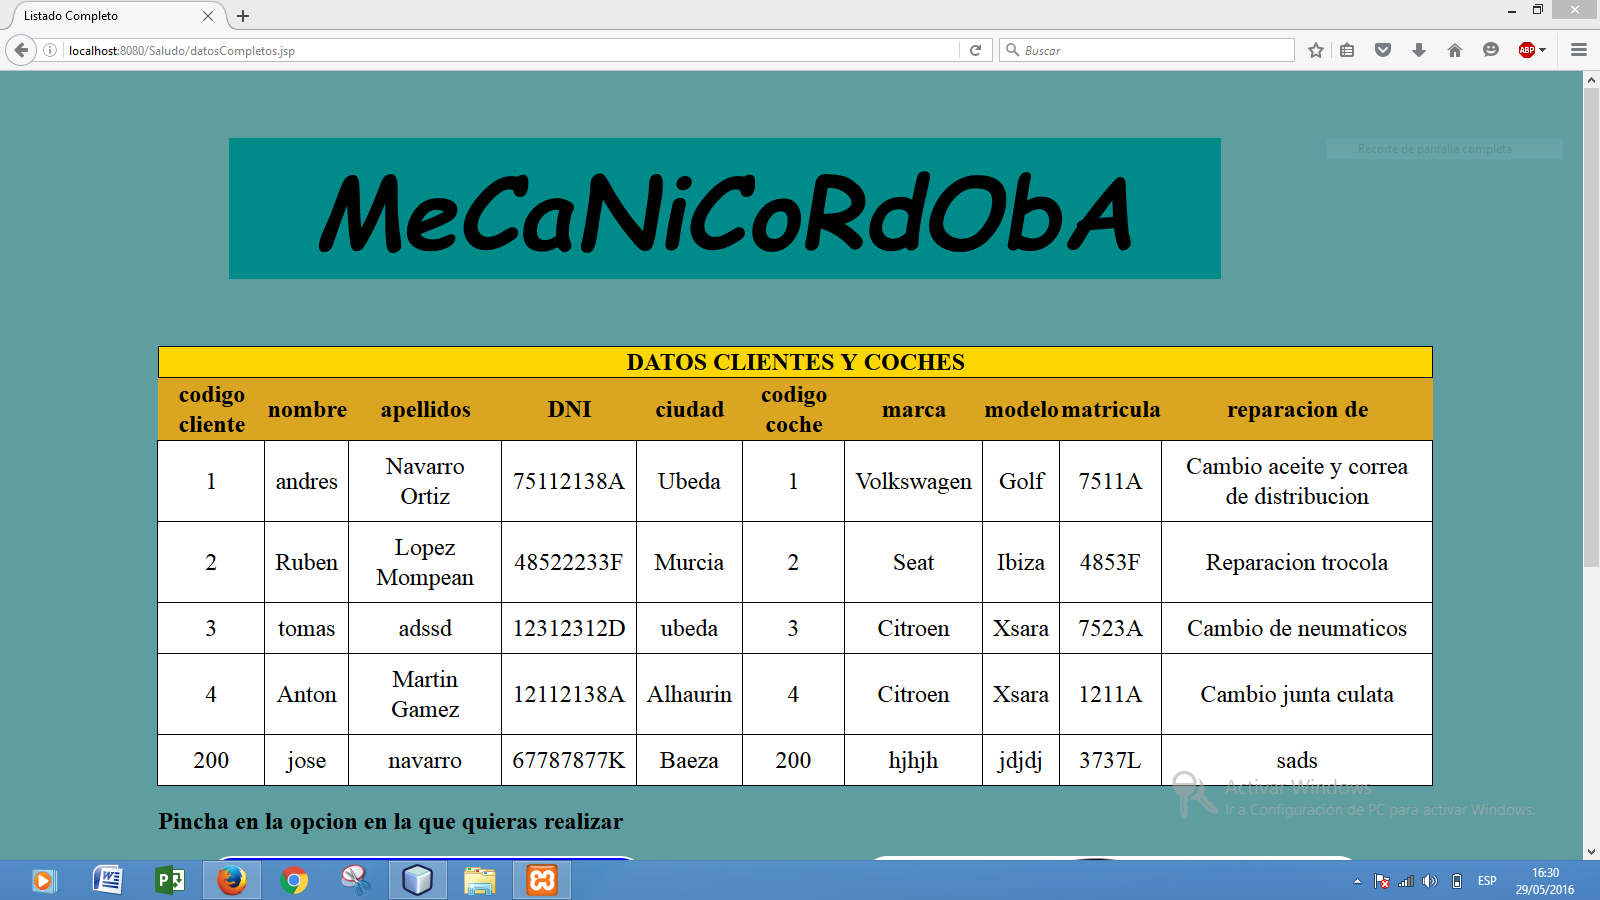 Listado Completo
localhost:8080/Saludo/datosCompletos.jsp
Buscar
ABP
Recorte de pantalla completa
MeCaNiCoRdObA
DATOS CLIENTES Y COCHES
codigo cliente nombre apellidos DNI ciudad codigo coche marca modelo matricula reparacion de
1 andres Navarro Ortiz 75112138A Ubeda 1 Volkswagen Golf 7511A Cambio aceite y correa de distribucion
2 Ruben Lopez Mompean 48522233F Murcia 2 Seat Ibiza 4853F Reparacion trocola
3 tomas adssd 12312312D ubeda 3 Citroen Xsara 7523A Cambio de neumaticos
4 Anton Martin Gamez 12112138A Alhaurin 4 Citroen Xsara 1211A Cambio junta culata
200 jose navarro 67787877K Baeza 200 hjhjh jdjdj 3737L sads
Activar Windows
Ir a Configuración de PC para activar Windows.
Pincha en la opcion en la que quieras realizar
ESP
16:30
29/05/2016